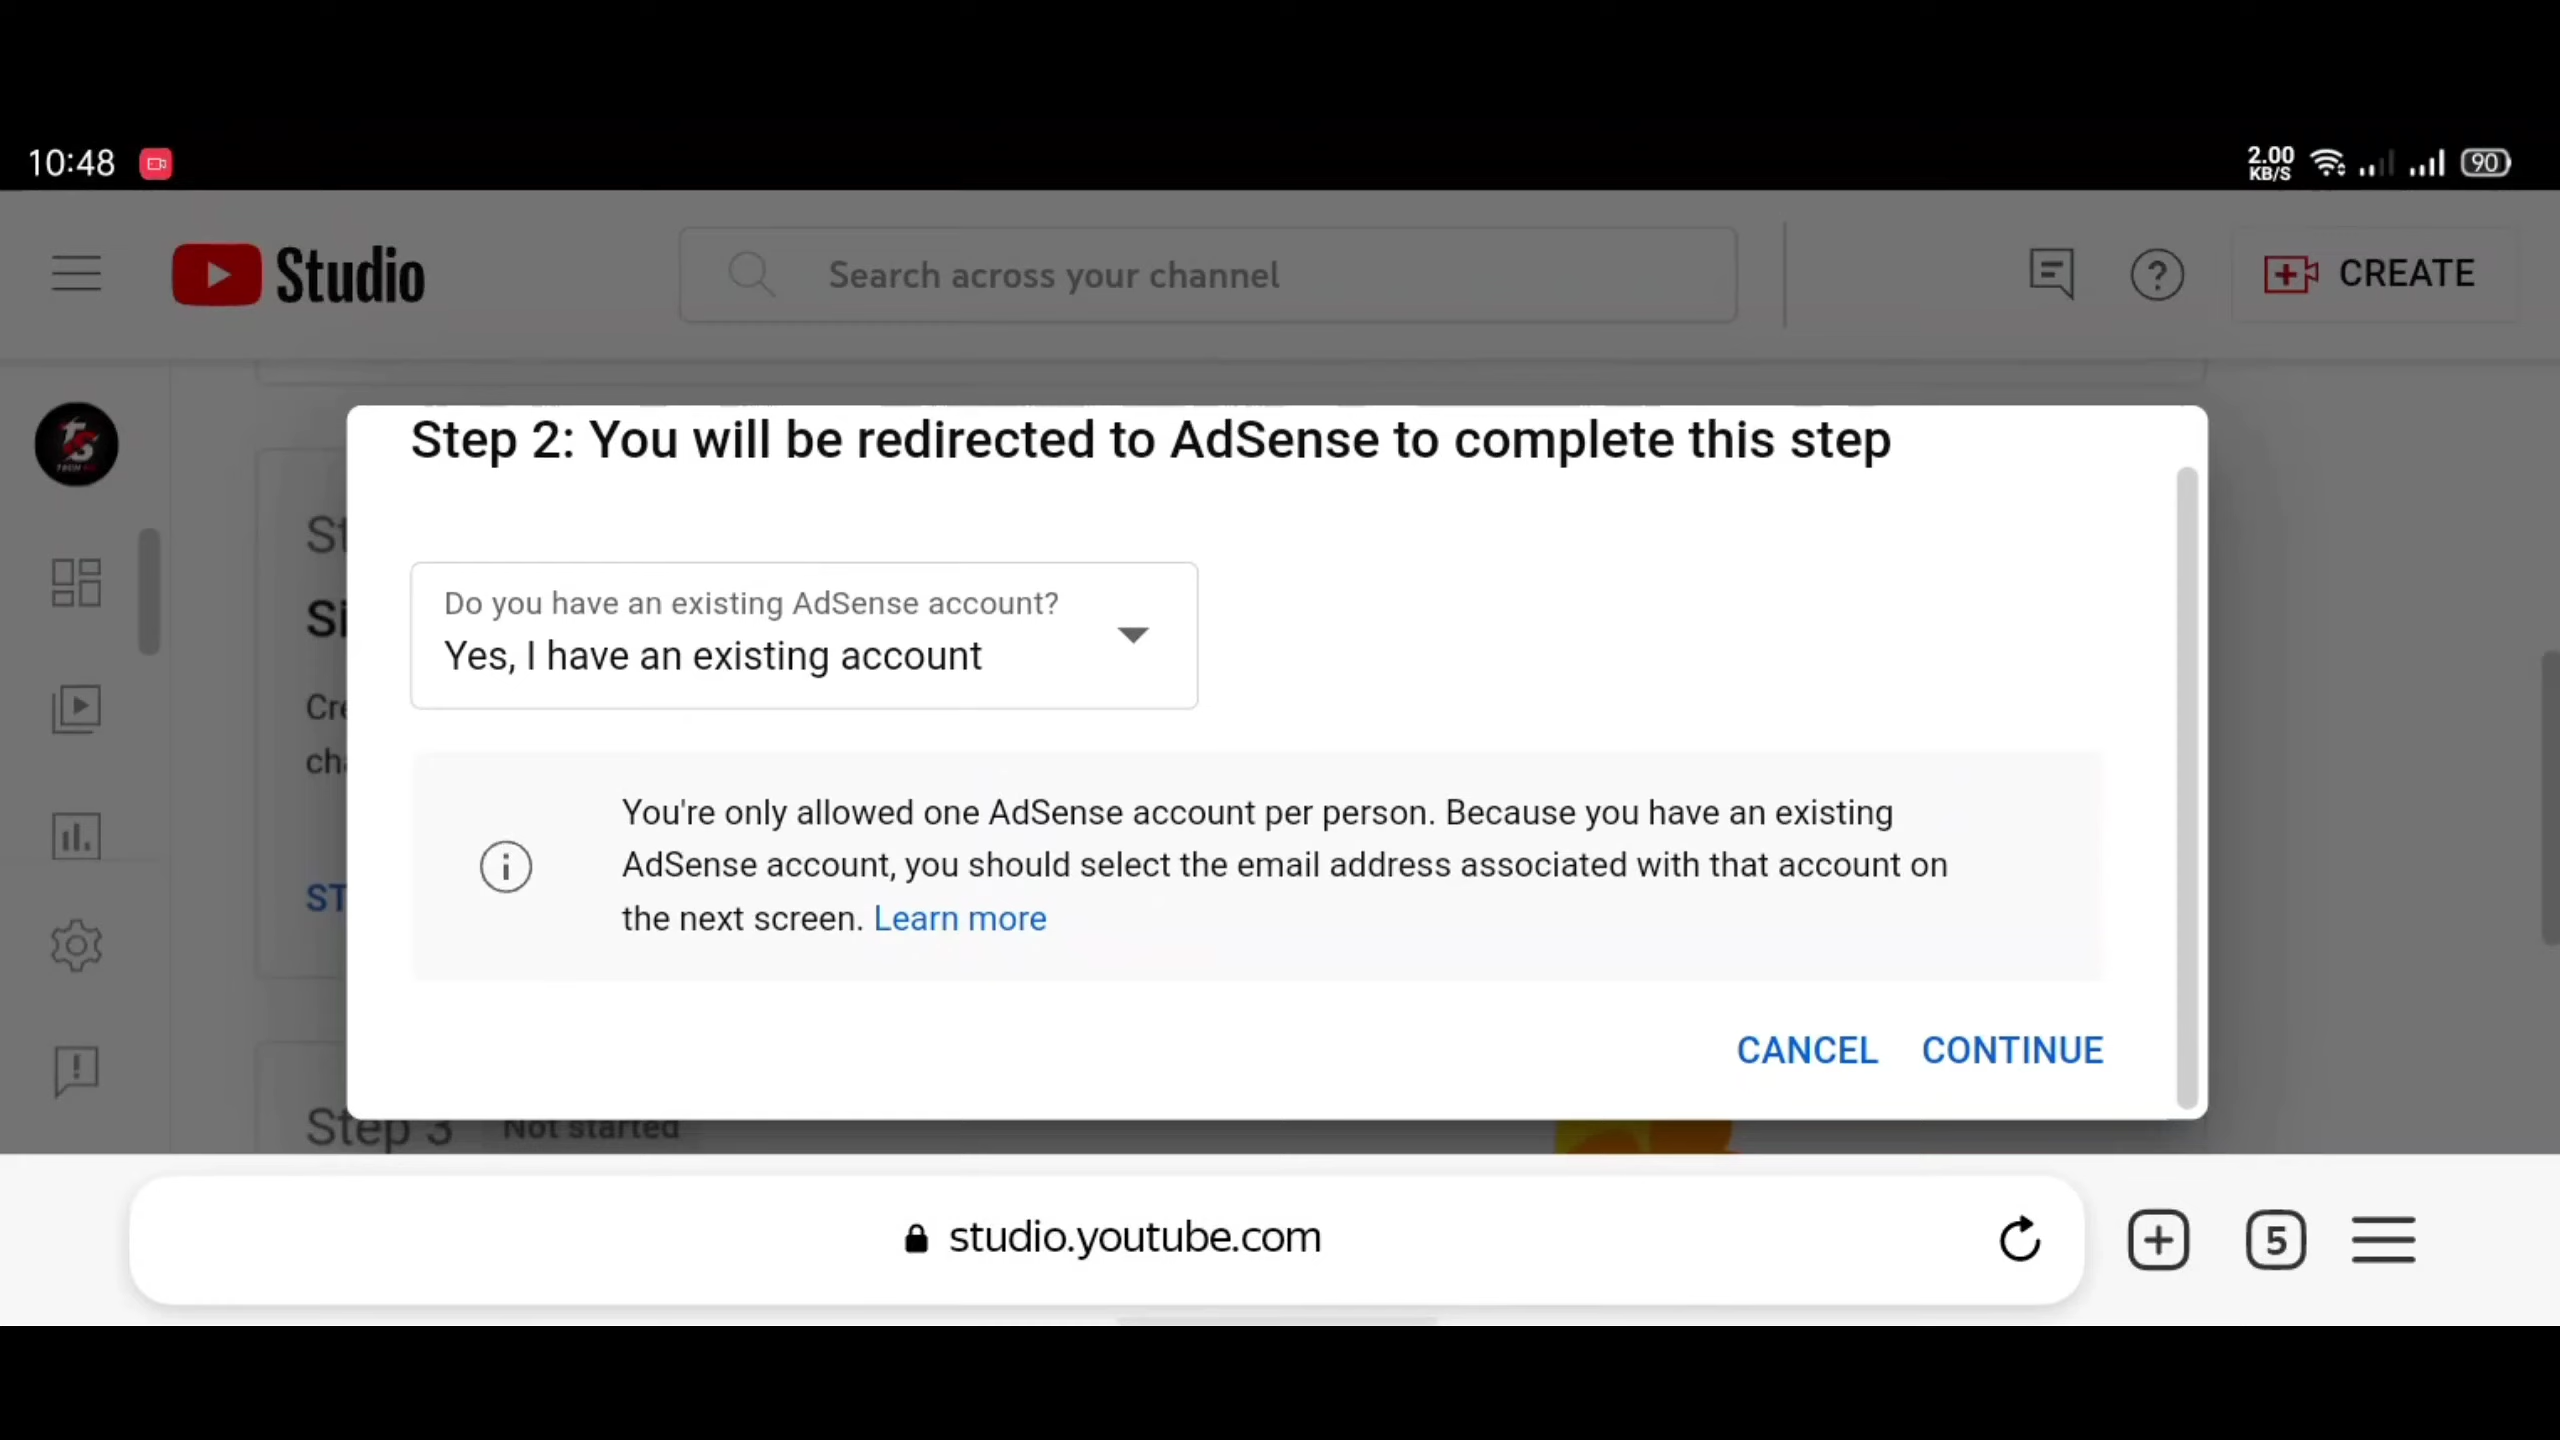 10:48
2.00
KB/S
90
Studio
Search across your channel
CREATE
Step 2: You will be redirected to AdSense to complete this step
Do you have an existing AdSense account?
Yes, I have an existing account
You're only allowed one AdSense account per person. Because you have an existing
AdSense account, you should select the email address associated with that account on
the next screen. Learn more
CANCEL CONTINUE
Step 3 Not started
studio.youtube.com
5